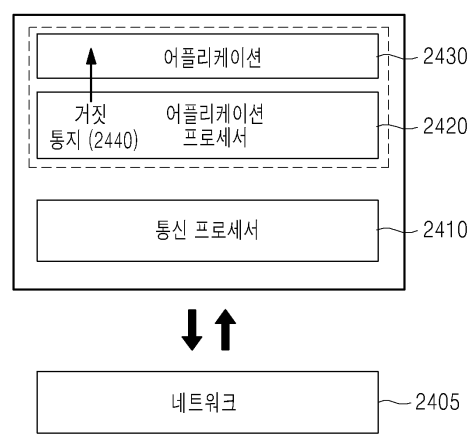 어플리케이션 2430
거짓 통지 (2440)
어플리케이션 프로세서 2420
통신 프로세서 2410
네트워크 2405